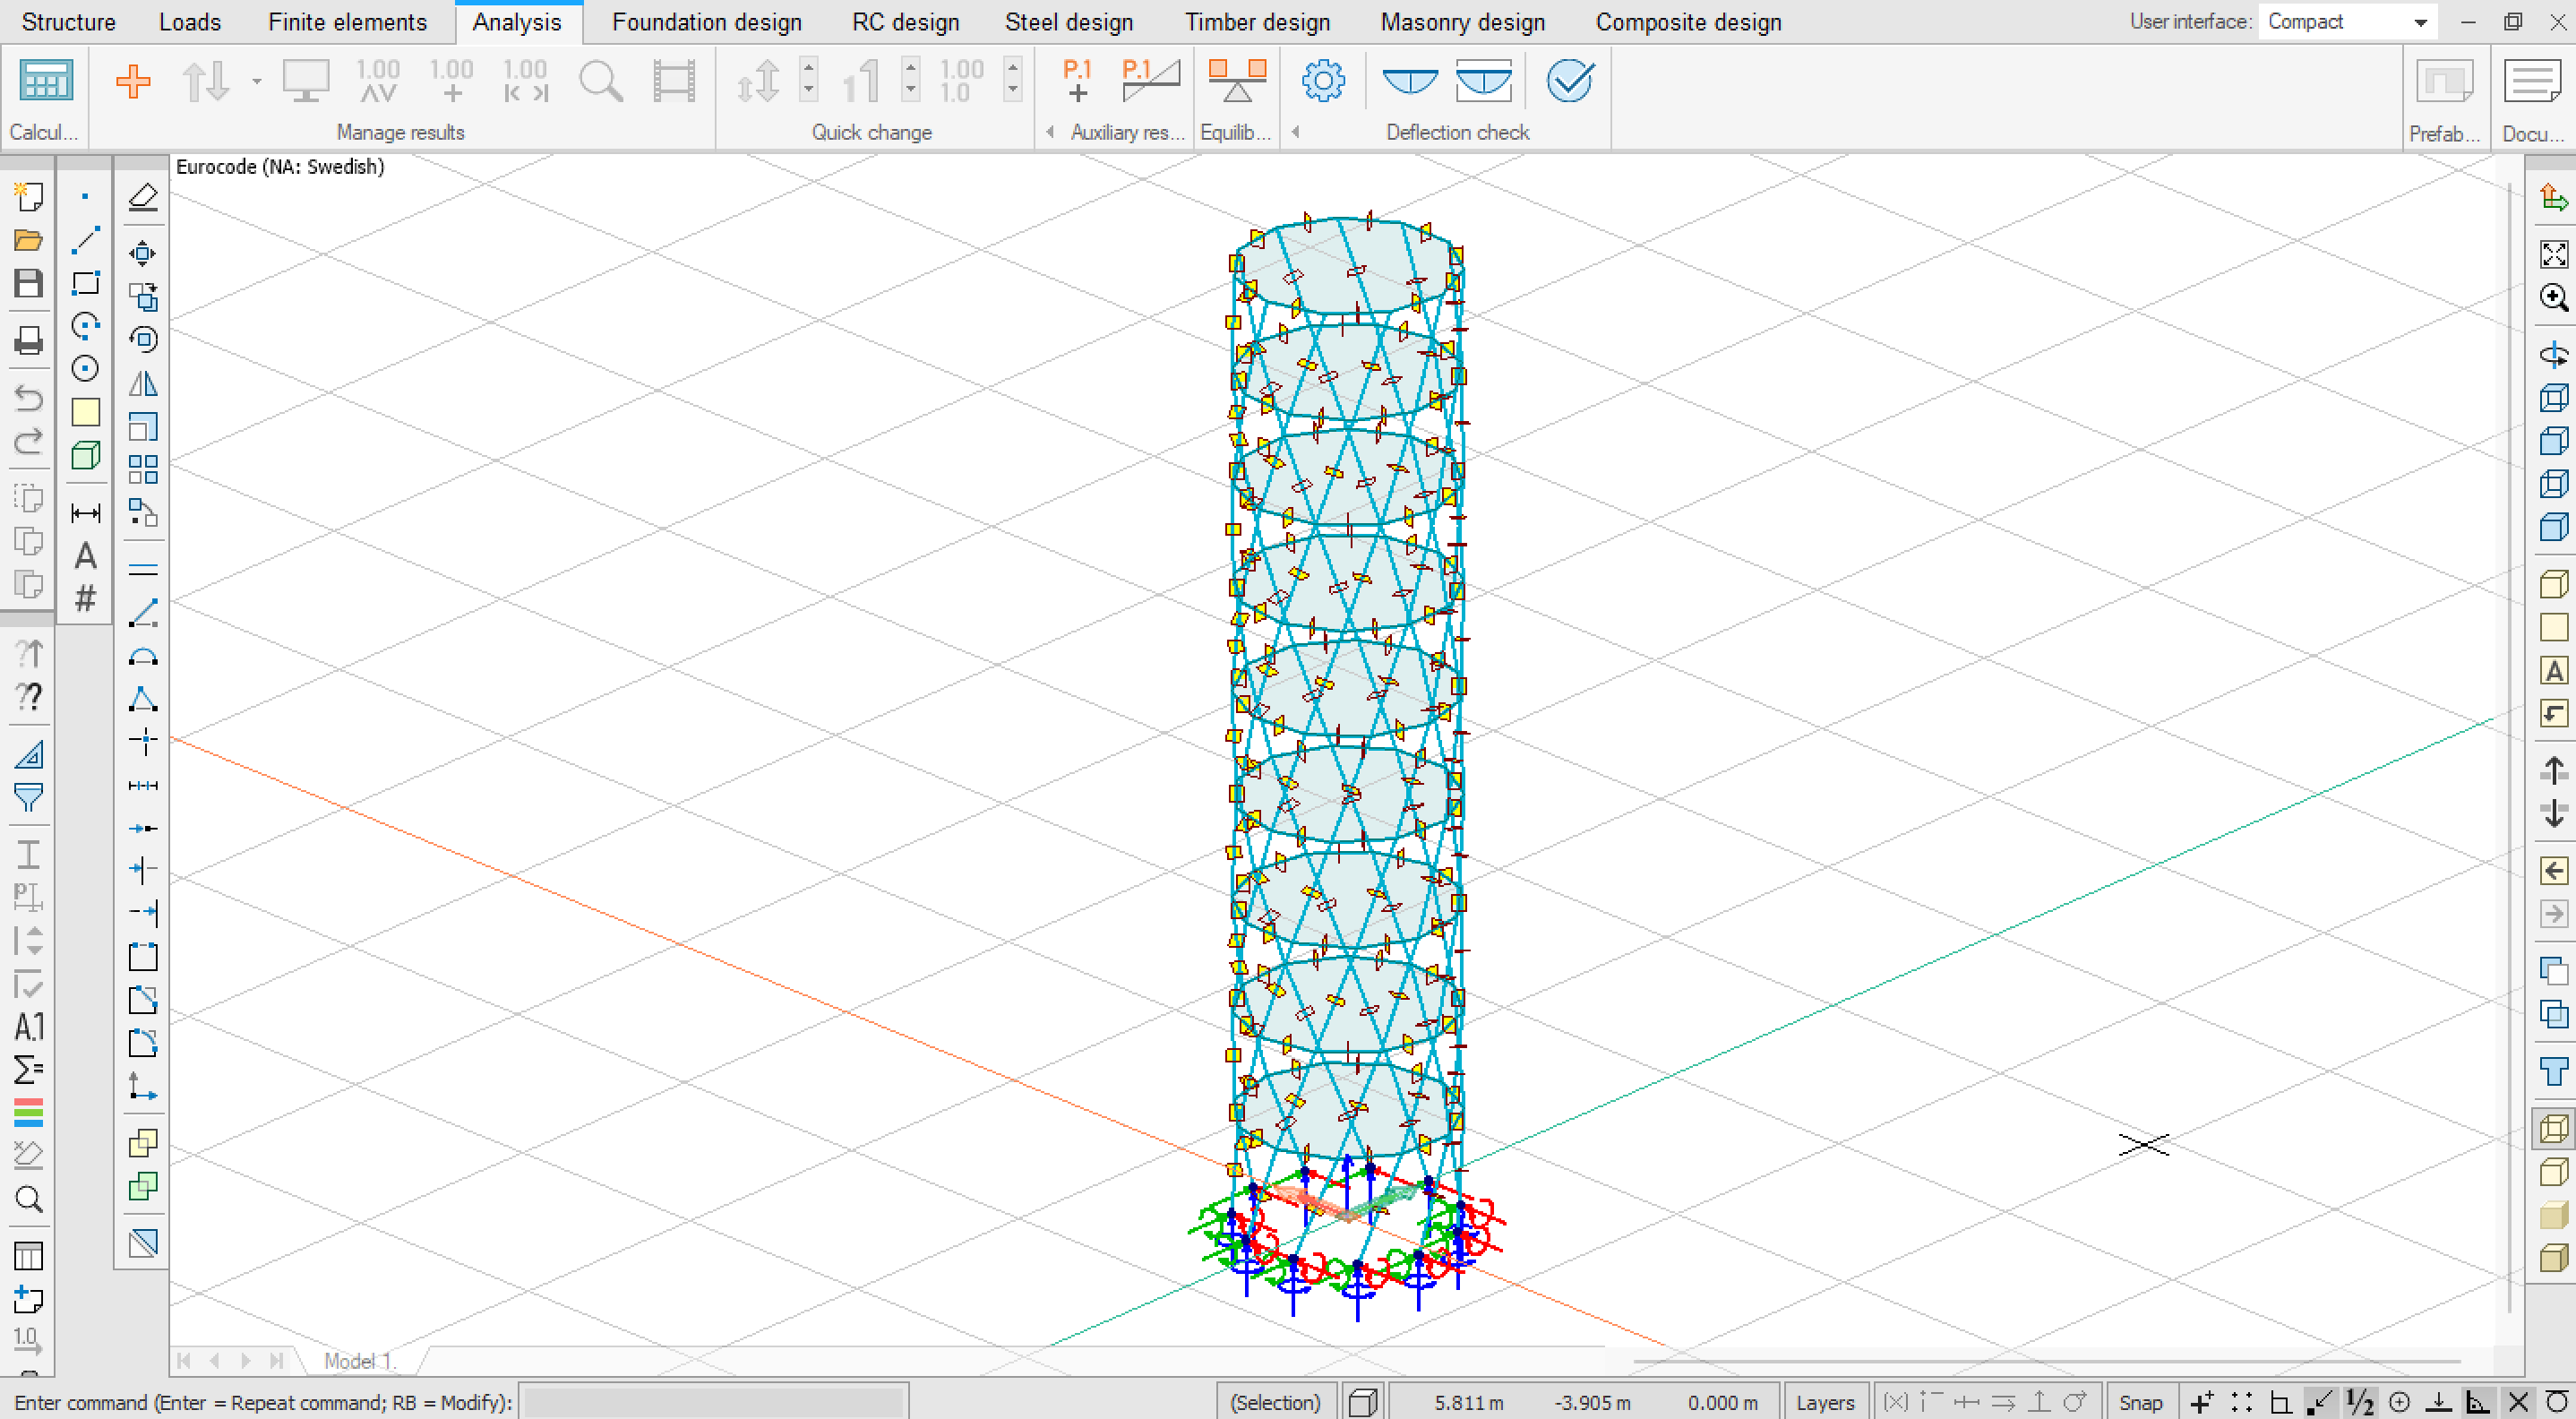 Structure Loads Finite elements Analysis Foundation design RC design Steel design Timber design Masonry design Composite design User interface: Compact
1.00 1.00 1.00 1.00 P.1 P.1
1.0
Calcul... Manage results Quick change Auxiliary res... Equilib... Deflection check Prefab... Docu...
Eurocode (NA: Swedish)
A
#
?
??
A
A.1
Σ=
1.0
Model 1.
Enter command (Enter = Repeat command; RB = Modify): (Selection) 5.811 m -3.905 m 0.000 m Layers (X) Snap 1/2